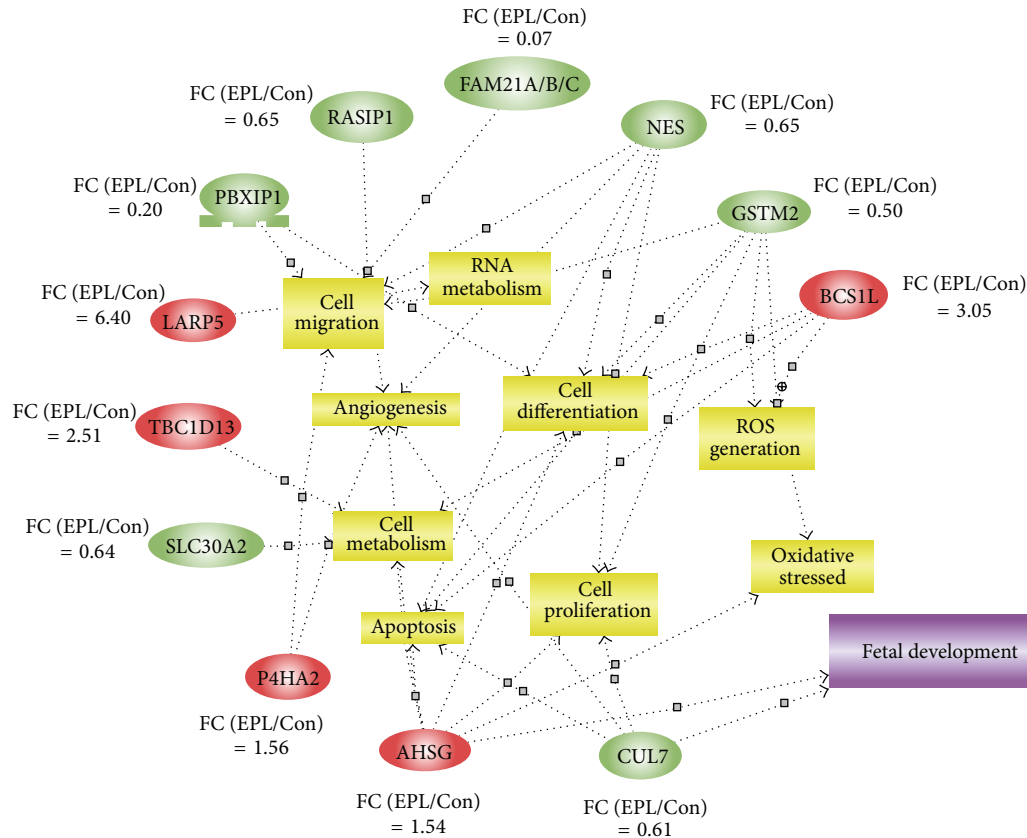 FC (EPL/Con)
= 0.07
FAM21A/B/C
FC (EPL/Con)
= 0.65
RASIP1
NES
FC (EPL/Con)
= 0.65
FC (EPL/Con)
= 0.20
PBXIP1
GSTM2
FC (EPL/Con)
= 0.50
RNA
metabolism
FC (EPL/Con)
= 6.40
LARP5
Cell
migration
BCS1L
FC (EPL/Con)
= 3.05
FC (EPL/Con)
= 2.51
TBC1D13
Angiogenesis
Cell
differentiation
ROS
generation
FC (EPL/Con)
= 0.64
SLC30A2
Cell
metabolism
Oxidative
stressed
Cell
proliferation
Apoptosis
Fetal development
P4HA2
FC (EPL/Con)
= 1.56
AHSG
FC (EPL/Con)
= 1.54
CUL7
FC (EPL/Con)
= 0.61